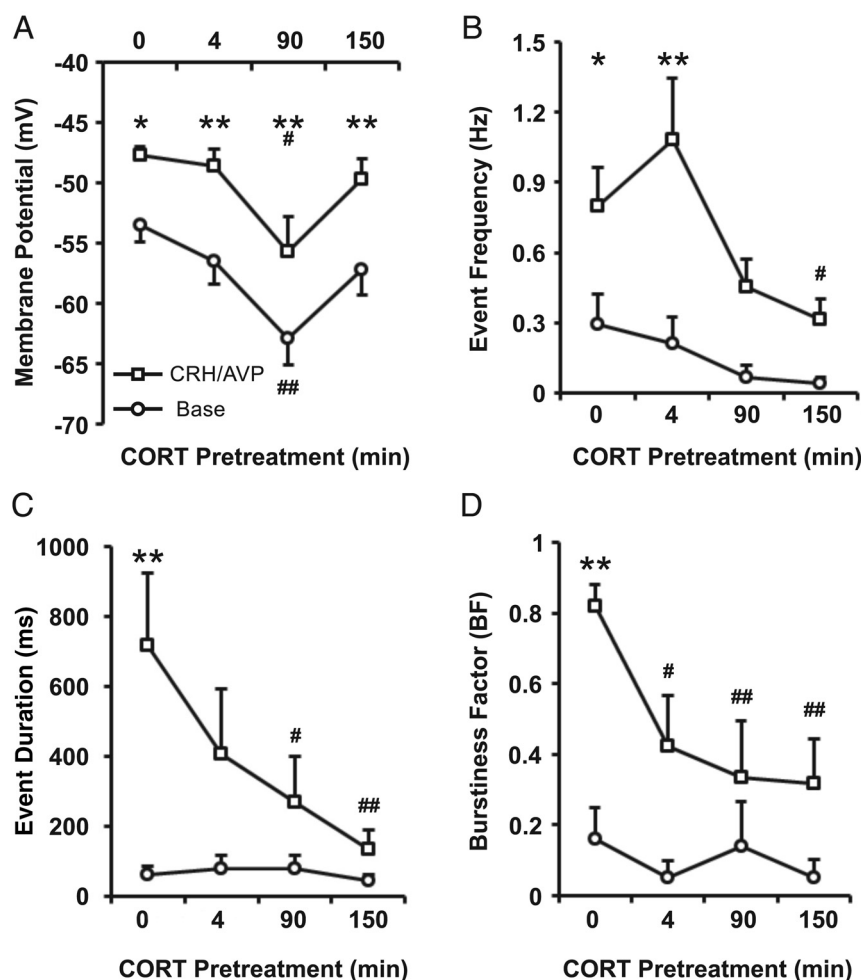 A
0 4 90 150
-40
-45
-50
-55
-60
-65
-70
Membrane Potential (mV)
* ** ** **
#
##
CRH/AVP
Base
CORT Pretreatment (min)
B
1.5
1.2
0.9
0.6
0.3
0
Event Frequency (Hz)
* **
#
0 4 90 150
CORT Pretreatment (min)
C
1000
800
600
400
200
0
Event Duration (ms)
**
#
##
0 4 90 150
CORT Pretreatment (min)
D
1
0.8
0.6
0.4
0.2
0
Burstiness Factor (BF)
**
#
##
##
0 4 90 150
CORT Pretreatment (min)